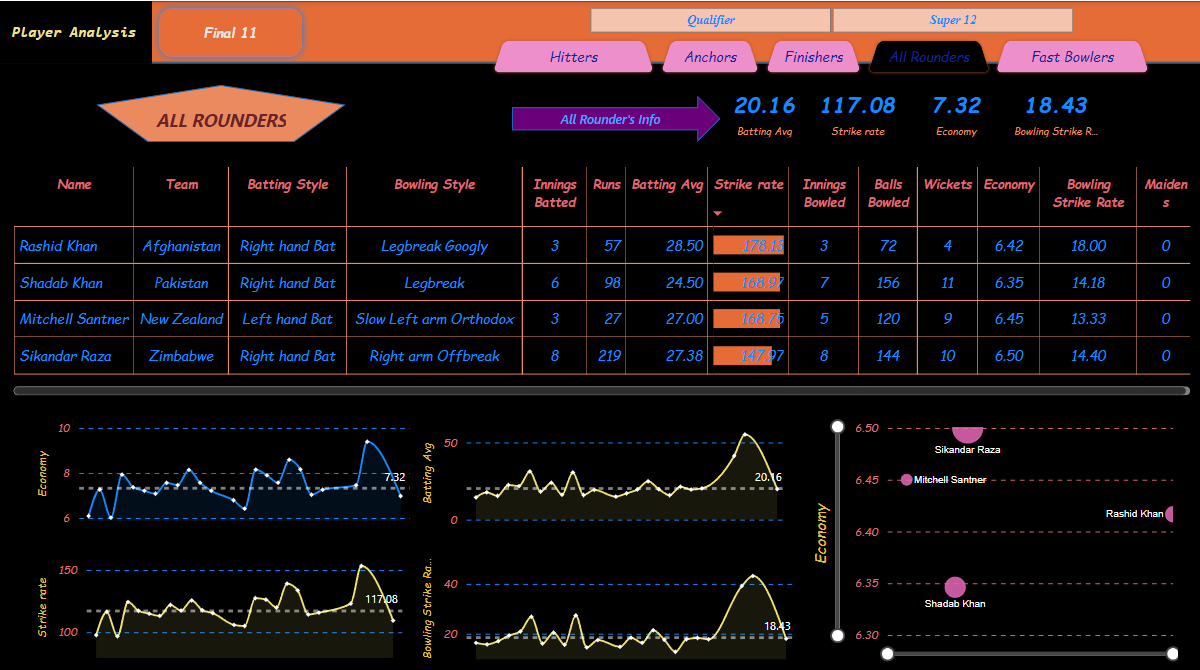 Player Analysis
Final 11
Qualifier
Super 12
Hitters
Anchors
Finishers
All Rounders
Fast Bowlers
ALL ROUNDERS
All Rounder's Info
20.16 117.08 7.32 18.43
Batting Avg Strike rate Economy Bowling Strike R...
Name Team Batting Style Bowling Style Innings Batted Runs Batting Avg Strike rate Innings Bowled Balls Bowled Wickets Economy Bowling Strike Rate Maidens
Rashid Khan Afghanistan Right hand Bat Legbreak Googly 3 57 28.50 178.13 3 72 4 6.42 18.00 0
Shadab Khan Pakistan Right hand Bat Legbreak 6 98 24.50 168.97 7 156 11 6.35 14.18 0
Mitchell Santner New Zealand Left hand Bat Slow Left arm Orthodox 3 27 27.00 168.75 5 120 9 6.45 13.33 0
Sikandar Raza Zimbabwe Right hand Bat Right arm Offbreak 8 219 27.38 147.97 8 144 10 6.50 14.40 0
Economy
10
8
6
7.32
Batting Avg
50
0
20.16
Strike rate
150
100
117.08
Bowling Strike Ra...
40
20
18.43
Economy
6.50
6.45
6.40
6.35
6.30
Sikandar Raza
Mitchell Santner
Rashid Khan
Shadab Khan